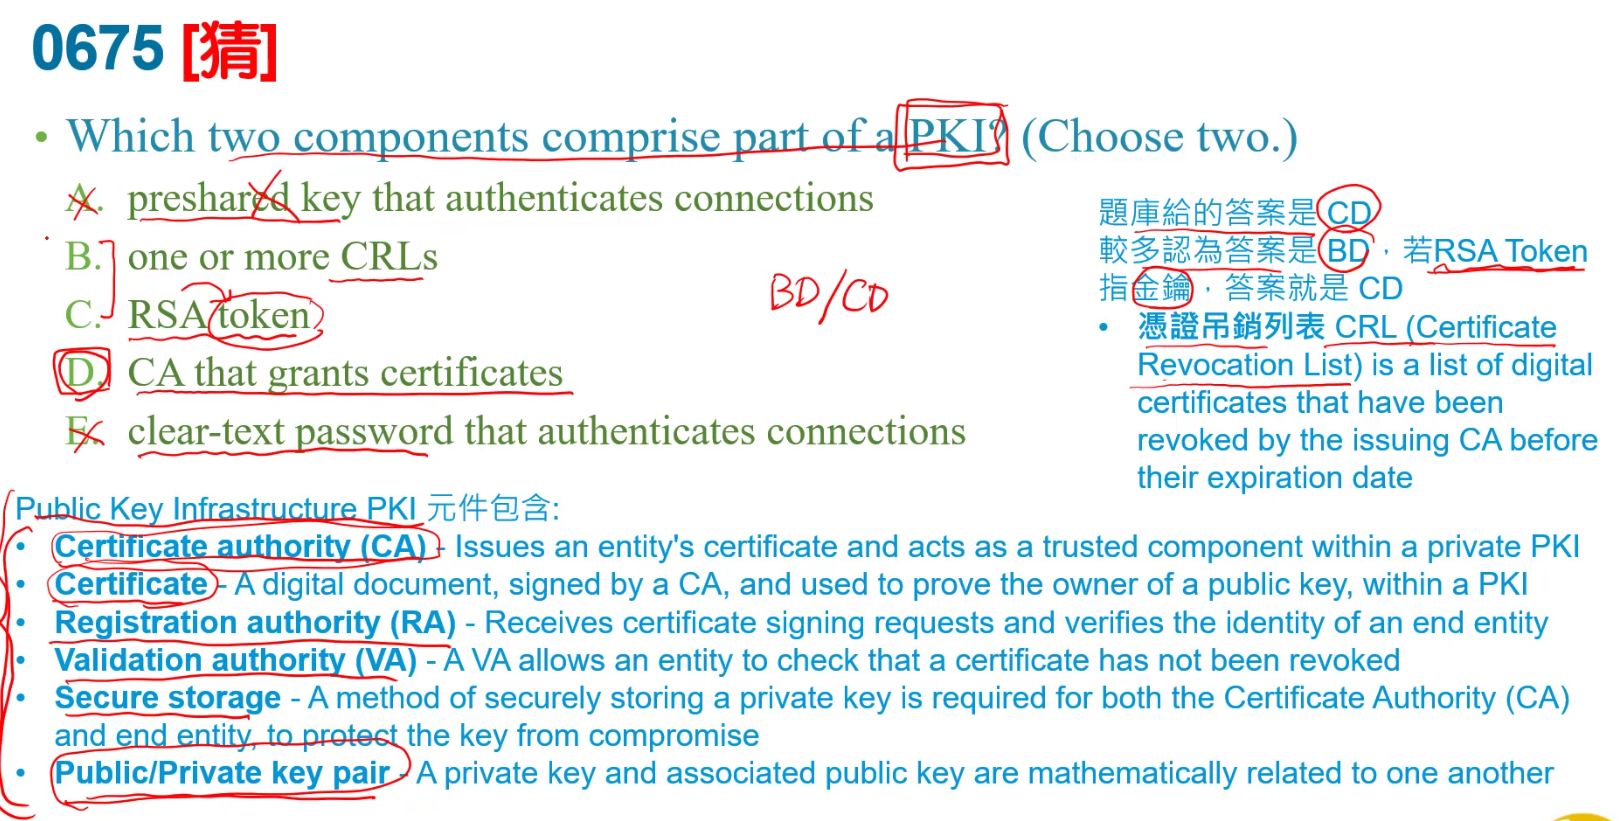 0675 [猜]
• Which two components comprise part of a PKI? (Choose two.)
A. preshared key that authenticates connections
B. one or more CRLs
C. RSA token
D. CA that grants certificates
E. clear-text password that authenticates connections
BD/CD
題庫給的答案是 CD
較多認為答案是 BD，若RSA Token
指金鑰，答案就是 CD
• 憑證吊銷列表 CRL (Certificate
Revocation List) is a list of digital
certificates that have been
revoked by the issuing CA before
their expiration date
Public Key Infrastructure PKI 元件包含:
• Certificate authority (CA) - Issues an entity's certificate and acts as a trusted component within a private PKI
• Certificate - A digital document, signed by a CA, and used to prove the owner of a public key, within a PKI
• Registration authority (RA) - Receives certificate signing requests and verifies the identity of an end entity
• Validation authority (VA) - A VA allows an entity to check that a certificate has not been revoked
• Secure storage - A method of securely storing a private key is required for both the Certificate Authority (CA)
and end entity, to protect the key from compromise
• Public/Private key pair - A private key and associated public key are mathematically related to one another